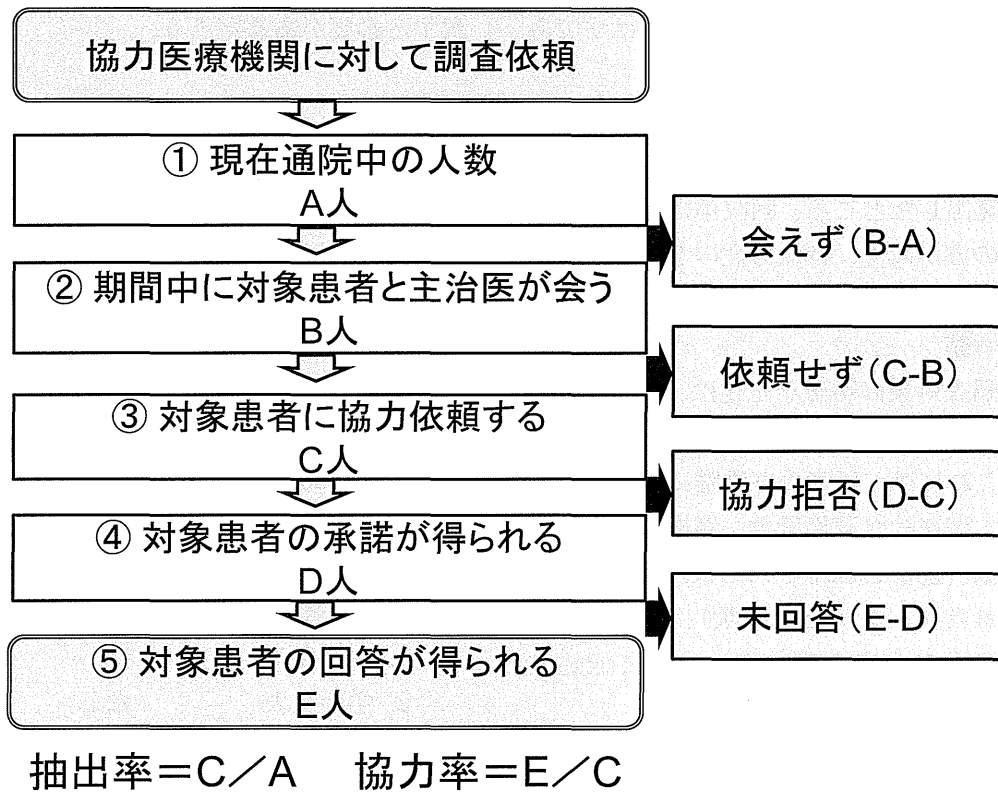 協力医療機関に対して調査依頼
① 現在通院中の人数
A人
会えず(B-A)
② 期間中に対象患者と主治医が会う
B人
依頼せず(C-B)
③ 対象患者に協力依頼する
C人
協力拒否(D-C)
④ 対象患者の承諾が得られる
D人
未回答(E-D)
⑤ 対象患者の回答が得られる
E人
抽出率=C/A 協力率=E/C